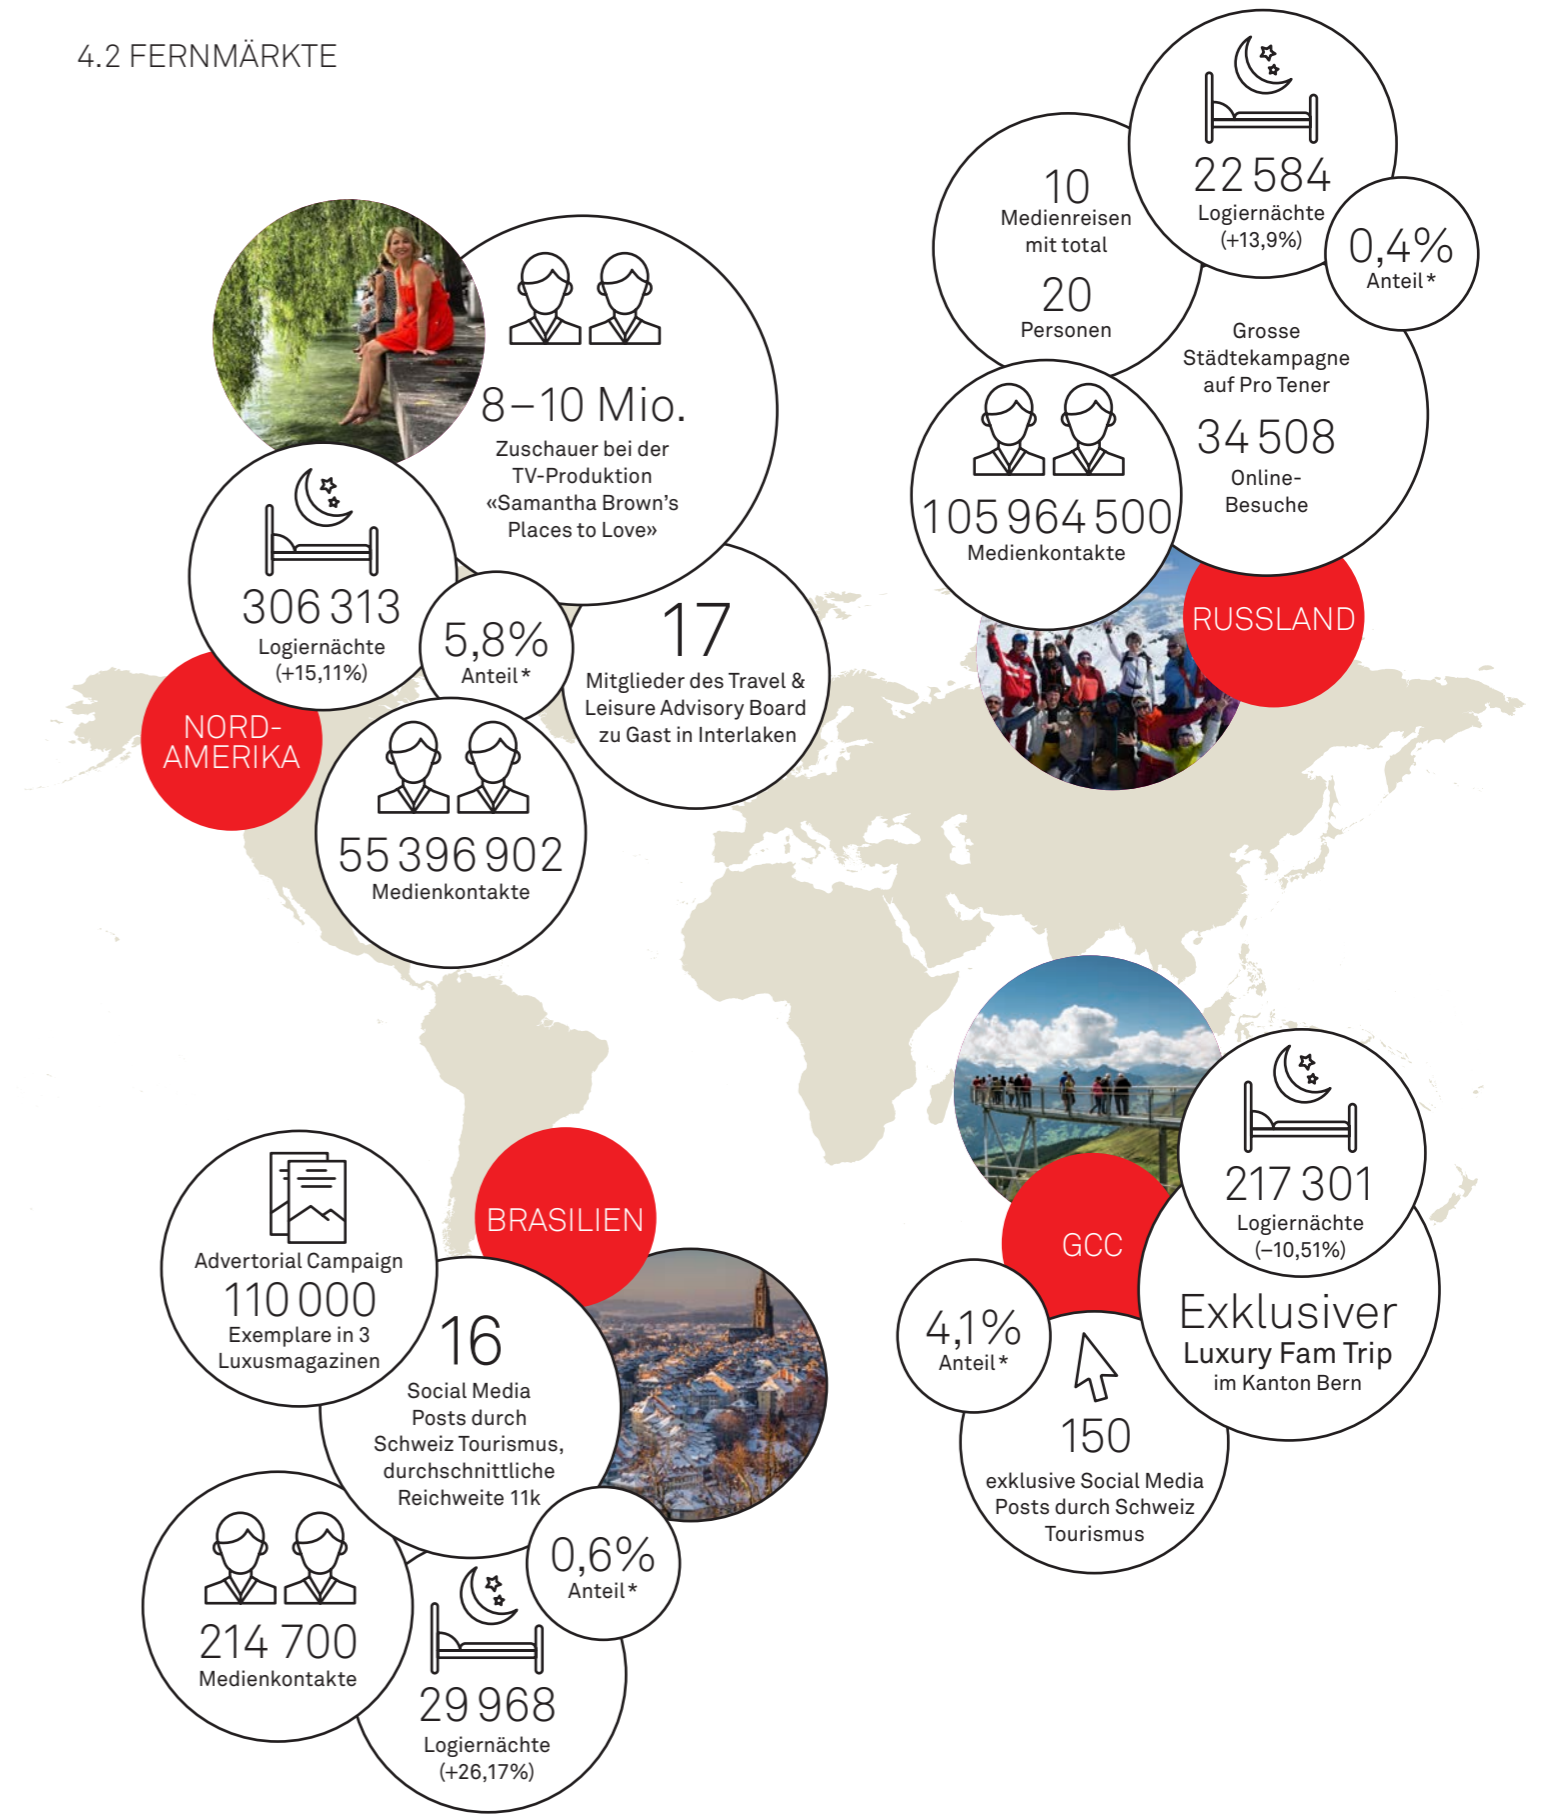 4.2 FERNMÄRKTE
8–10 Mio.
Zuschauer bei der
TV-Produktion
«Samantha Brown's
Places to Love»
306 313
Logiernächte
(+15,11%)
5,8%
Anteil*
17
Mitglieder des Travel &
Leisure Advisory Board
zu Gast in Interlaken
NORD-
AMERIKA
55 396 902
Medienkontakte
22 584
Logiernächte
(+13,9%)
10
Medienreisen
mit total
20
Personen
0,4%
Anteil*
Grosse
Städtekampagne
auf Pro Tener
34 508
Online-
Besuche
105 964 500
Medienkontakte
RUSSLAND
BRASILIEN
Advertorial Campaign
110 000
Exemplare in 3
Luxusmagazinen
16
Social Media
Posts durch
Schweiz Tourismus,
durchschnittliche
Reichweite 11k
0,6%
Anteil*
214 700
Medienkontakte
29 968
Logiernächte
(+26,17%)
217 301
Logiernächte
(–10,51%)
GCC
Exklusiver
Luxury Fam Trip
im Kanton Bern
4,1%
Anteil*
150
exklusive Social Media
Posts durch Schweiz
Tourismus